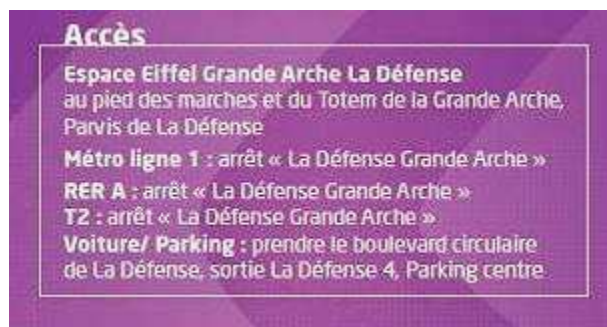 Accès
Espace Eiffel Grande Arche La Défense
au pied des marches et du Totem de la Grande Arche,
Parvis de La Défense
Métro ligne 1 : arrêt « La Défense Grande Arche »
RER A : arrêt « La Défense Grande Arche »
T2 : arrêt « La Défense Grande Arche »
Voiture/ Parking : prendre le boulevard circulaire
de La Défense, sortie La Défense 4, Parking centre